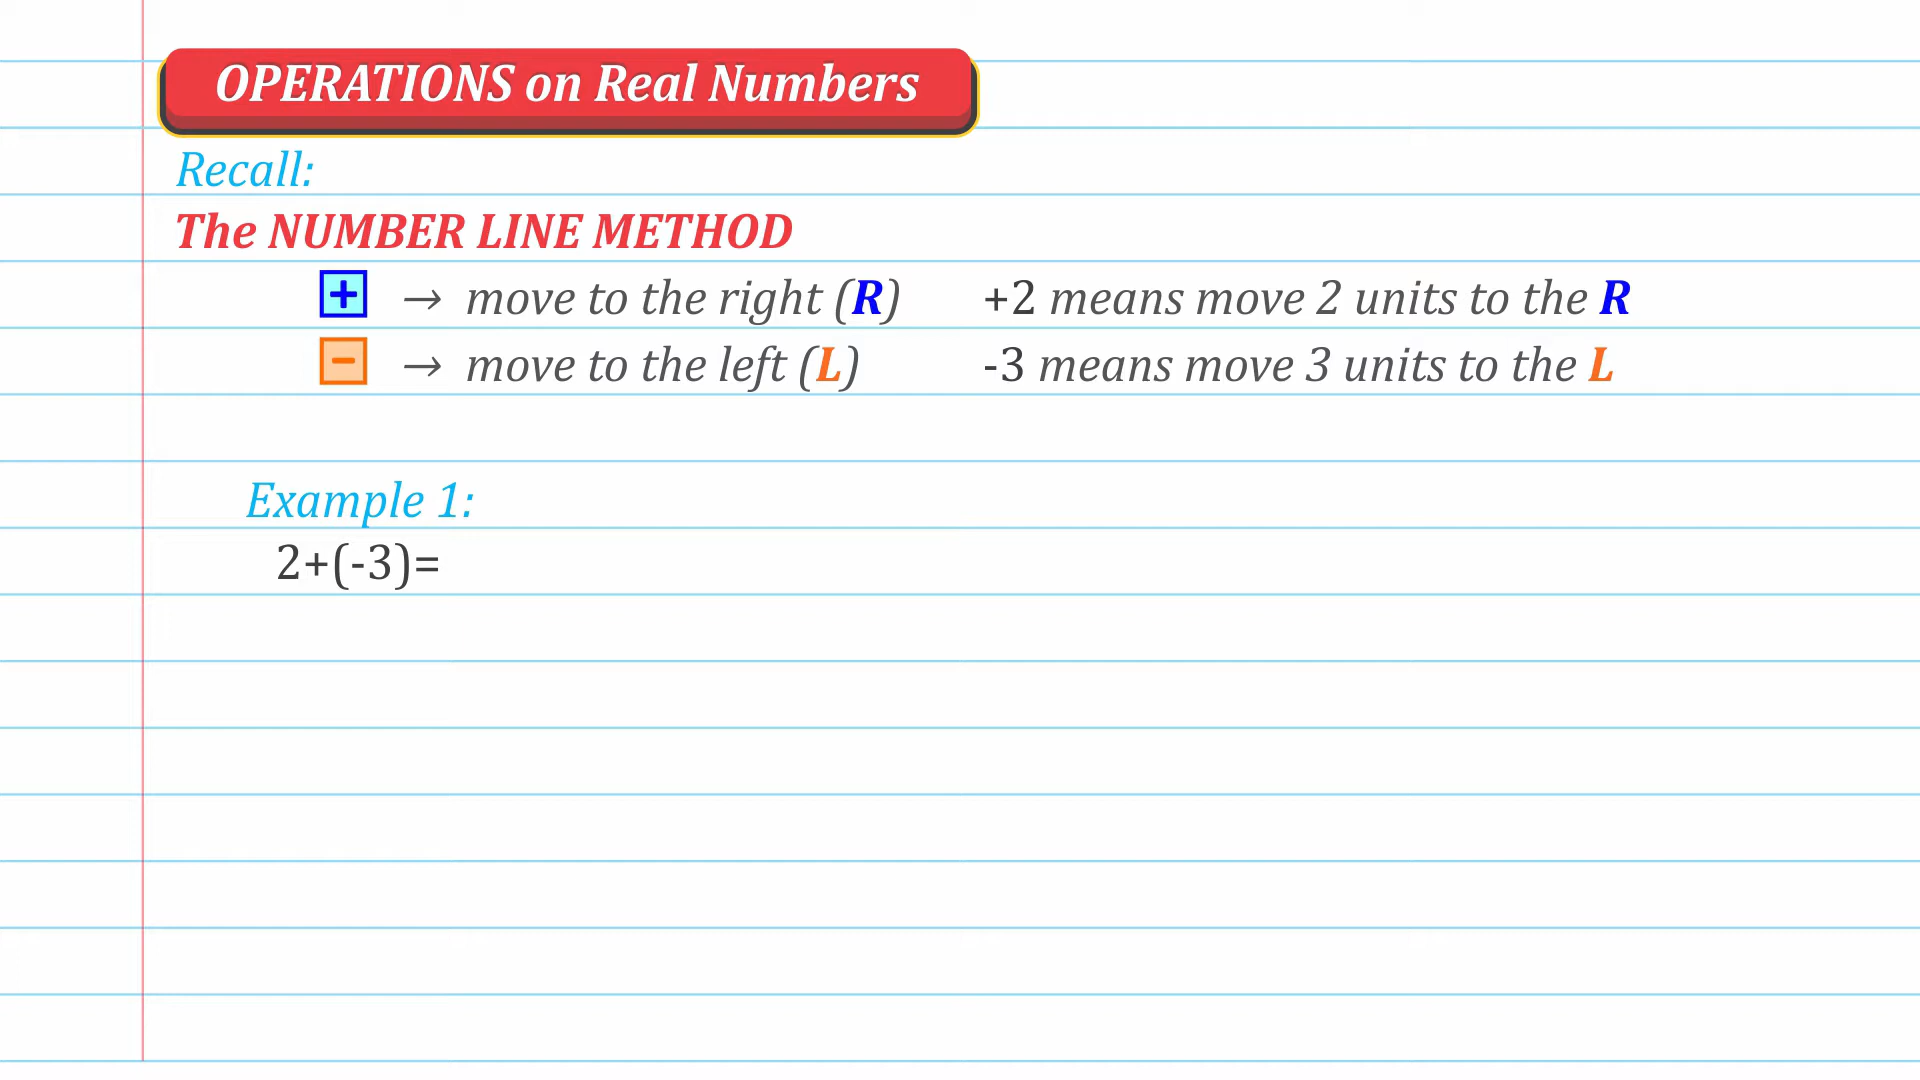 OPERATIONS on Real Numbers
Recall:
The NUMBER LINE METHOD
+ → move to the right (R) +2 means move 2 units to the R
− → move to the left (L) -3 means move 3 units to the L
Example 1:
2+(-3)=